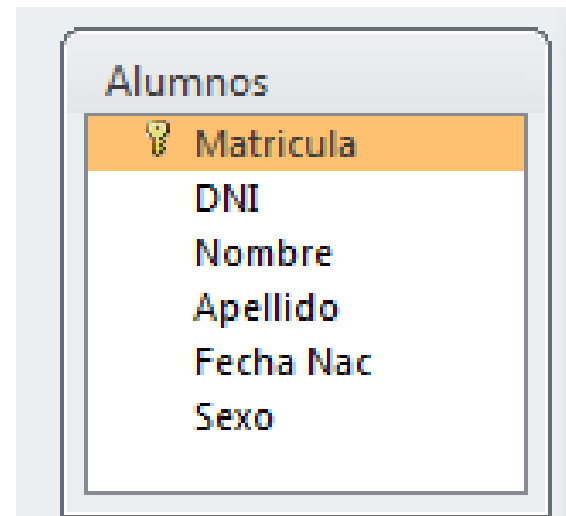 Alumnos
Matricula
DNI
Nombre
Apellido
Fecha Nac
Sexo